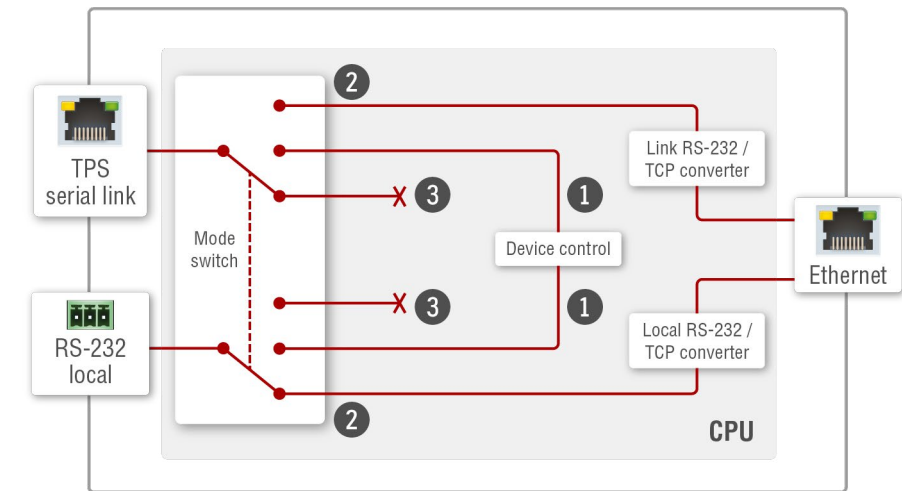 2
TPS
serial link
Link RS-232 /
TCP converter
3
1
Mode
switch
Device control
Ethernet
3
1
RS-232
local
Local RS-232 /
TCP converter
2
CPU